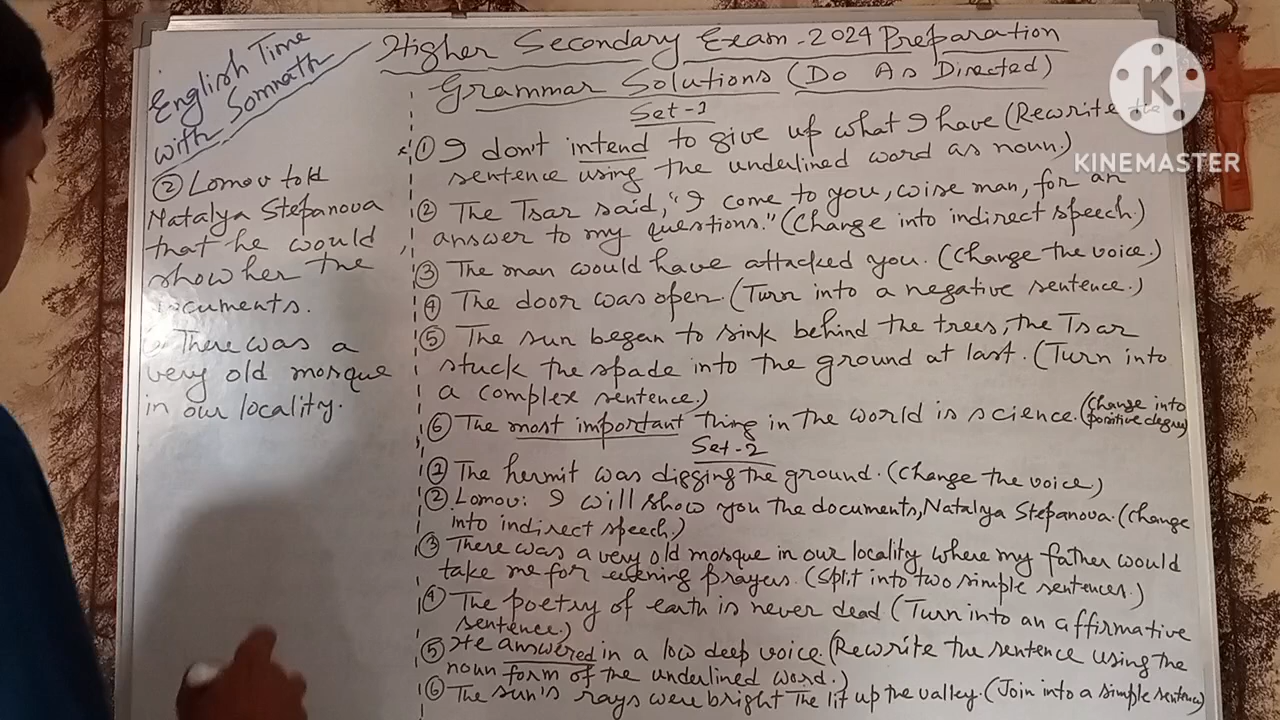 English Time
with Somnath
Higher Secondary Exam-2024 Preparation
Grammar Solutions (Do As Directed)
Set-1
① I don't intend to give up what I have (Rewrite the
sentence using the underlined word as noun.)
② The Tsar said, "I come to you, wise man, for an
answer to my questions." (Change into indirect speech.)
③ The man would have attacked you. (Change the voice.)
④ The door was open. (Turn into a negative sentence.)
⑤ The sun began to sink behind the trees, the Tsar
stuck the spade into the ground at last. (Turn into
a complex sentence.)
⑥ The most important thing in the world is science. (Change into
positive degree)
Set-2
① The hermit was digging the ground. (Change the voice)
② Lomov: I will show you the documents, Natalya Stepanova. (Change
into indirect speech.)
③ There was a very old mosque in our locality where my father would
take me for evening prayers. (Split into two simple sentences.)
④ The poetry of earth is never dead (Turn into an affirmative
sentence.)
⑤ He answered in a low deep voice. (Rewrite the sentence using the
noun form of the underlined word.)
⑥ The sun's rays were bright The lit up the valley. (Join into a simple sentence)
② Lomov told
Natalya Stepanova
that he would
show her the
documents.
There was a
very old mosque
in our locality.
K
KINEMASTER